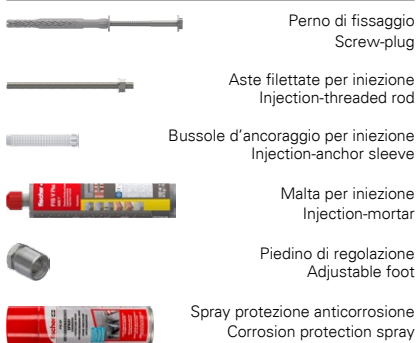 Perno di fissaggio
Screw-plug
Aste filettate per iniezione
Injection-threaded rod
Bussole d’ancoraggio per iniezione
Injection-anchor sleeve
Malta per iniezione
Injection-mortar
Piedino di regolazione
Adjustable foot
Spray protezione anticorrosione
Corrosion protection spray